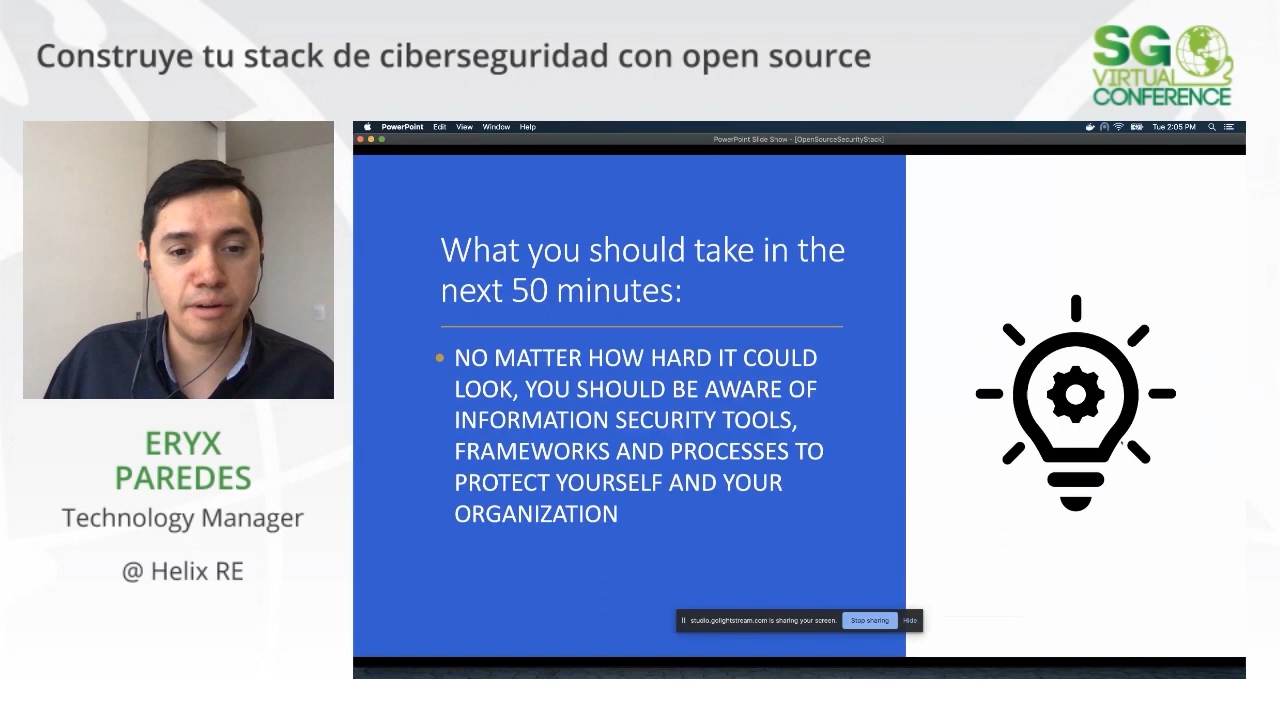 Construye tu stack de ciberseguridad con open source
SG
VIRTUAL
CONFERENCE
PowerPoint Edit View Window Help
Tue 2:05 PM
PowerPoint Slide Show - [OpenSourceSecurityStack]
What you should take in the
next 50 minutes:
NO MATTER HOW HARD IT COULD
LOOK, YOU SHOULD BE AWARE OF
INFORMATION SECURITY TOOLS,
FRAMEWORKS AND PROCESSES TO
PROTECT YOURSELF AND YOUR
ORGANIZATION
studio.golightstream.com is sharing your screen. Stop sharing Hide
ERYX
PAREDES
Technology Manager
@ Helix RE